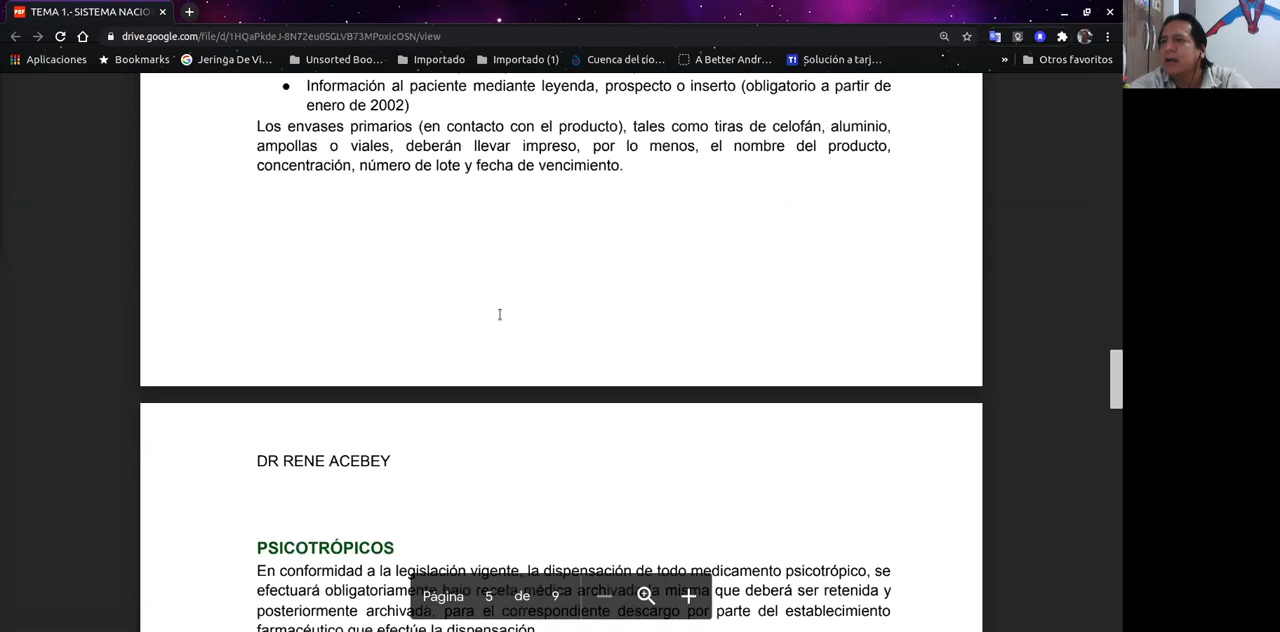 TEMA 1.- SISTEMA NACIO
drive.google.com/file/d/1HQaPkdeJ-8N72eu0SGLVB73MPoxicOSN/view
Aplicaciones
Bookmarks
Jeringa De Vi...
Unsorted Boo...
Importado
Importado (1)
Cuenca del río...
A Better Andr...
Solución a tarj...
»
Otros favoritos
● Información al paciente mediante leyenda, prospecto o inserto (obligatorio a partir de
enero de 2002)
Los envases primarios (en contacto con el producto), tales como tiras de celofán, aluminio,
ampollas o viales, deberán llevar impreso, por lo menos, el nombre del producto,
concentración, número de lote y fecha de vencimiento.
DR RENE ACEBEY
PSICOTRÓPICOS
En conformidad a la legislación vigente, la dispensación de todo medicamento psicotrópico, se
efectuará obligatoriamente bajo receta médica archivada, la misma que deberá ser retenida y
posteriormente archivada, para el correspondiente descargo por parte del establecimiento
farmacéutico que efectúe la dispensación.
Página 5 de 9